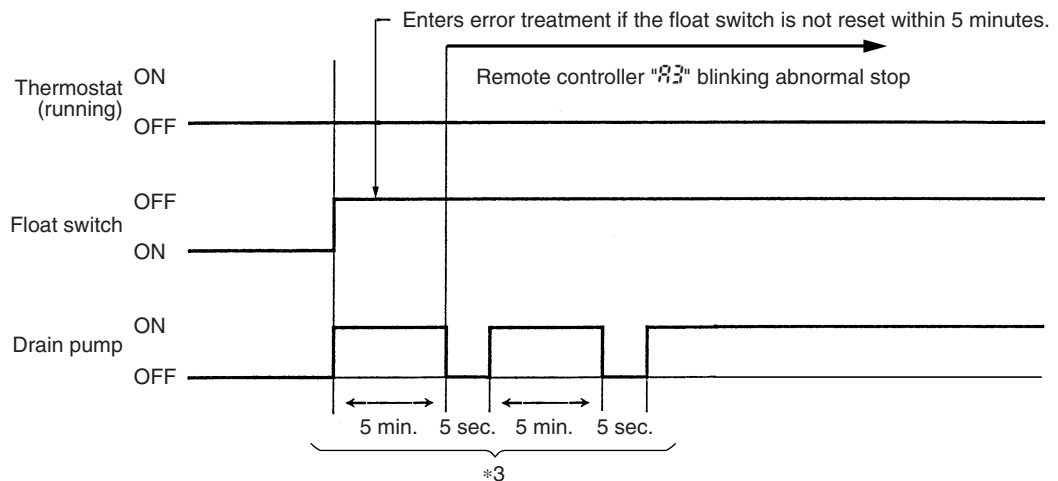 Enters error treatment if the float switch is not reset within 5 minutes.
Remote controller "A3" blinking abnormal stop
Thermostat
(running)
ON
OFF
Float switch
OFF
ON
Drain pump
ON
OFF
5 min.
5 sec.
5 min.
5 sec.
*3